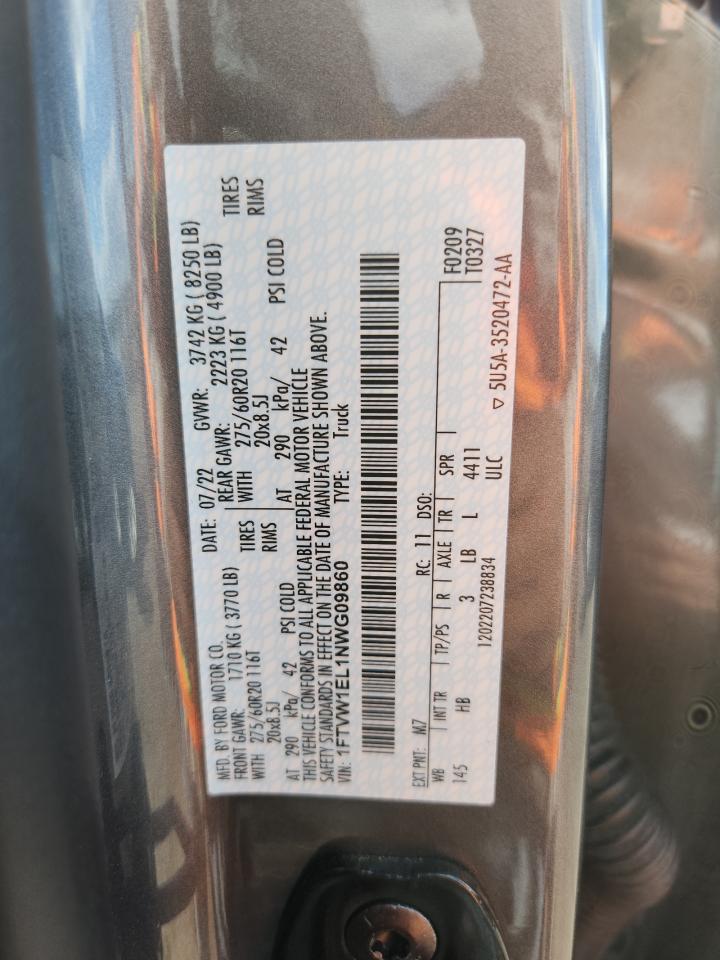 MFD. BY FORD MOTOR CO. DATE: 07/22 GVWR: 3742 KG ( 8250 LB)
FRONT GAWR: 1710 KG ( 3770 LB) REAR GAWR: 2223 KG ( 4900 LB)
WITH 275/60R20 116T TIRES WITH 275/60R20 116T TIRES
20x8.5J RIMS 20x8.5J RIMS
AT 290 kPa/ 42 PSI COLD AT 290 kPa/ 42 PSI COLD
THIS VEHICLE CONFORMS TO ALL APPLICABLE FEDERAL MOTOR VEHICLE
SAFETY STANDARDS IN EFFECT ON THE DATE OF MANUFACTURE SHOWN ABOVE.
VIN: 1FTVW1EL1NWG09860 TYPE: Truck
EXT PNT: M7 RC: 11 DSO: F0209
WB INT TR TP/PS R AXLE TR SPR T0327
145 HB 3 LB L 4411
1202207238834 ULC
▽ 5U5A-3520472-AA